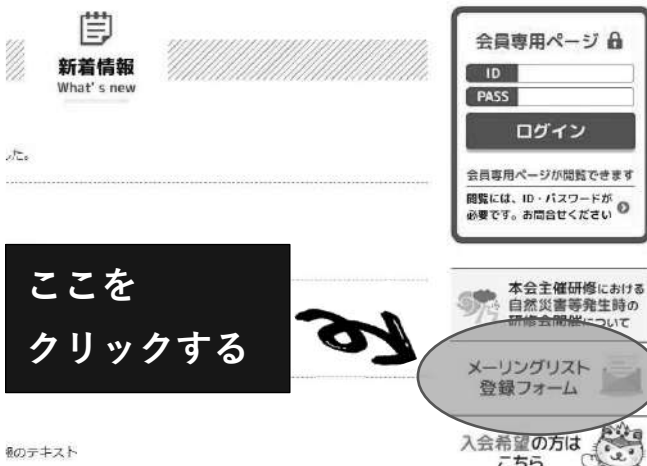 新着情報
What's new
した。
ここを
クリックする
のテキスト
会員専用ページ
ID
PASS
ログイン
会員専用ページが閲覧できます
閲覧には、ID・パスワードが
必要です。お問合せください
本会主催研修における
自然災害等発生時の
研修会開催について
メーリングリスト
登録フォーム
入会希望の方は
こちら